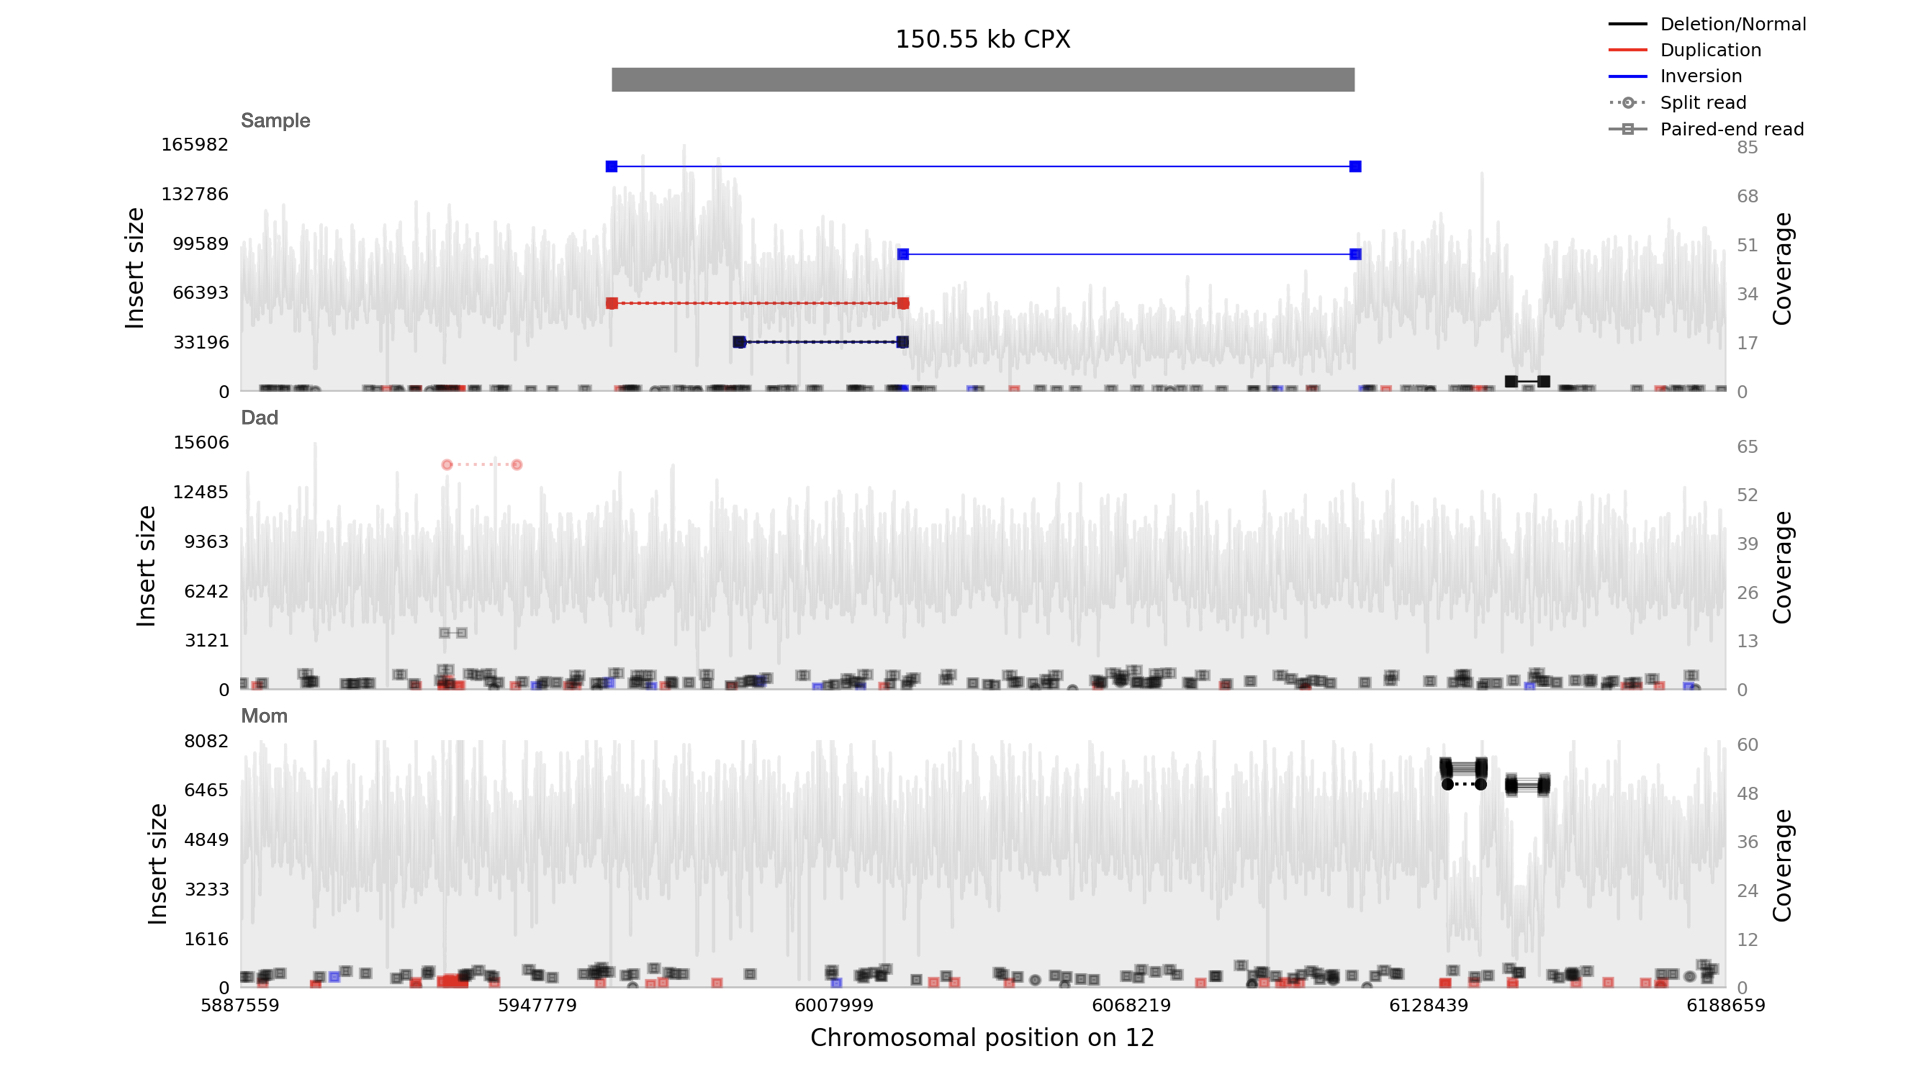 150.55 kb CPX
Deletion/Normal
Duplication
Inversion
Split read
Paired-end read
Sample
165982
132786
99589
66393
33196
0
Insert size
85
68
51
34
17
0
Coverage
Dad
15606
12485
9363
6242
3121
0
Insert size
65
52
39
26
13
0
Coverage
Mom
8082
6465
4849
3233
1616
0
Insert size
60
48
36
24
12
0
Coverage
5887559 5947779 6007999 6068219 6128439 6188659
Chromosomal position on 12